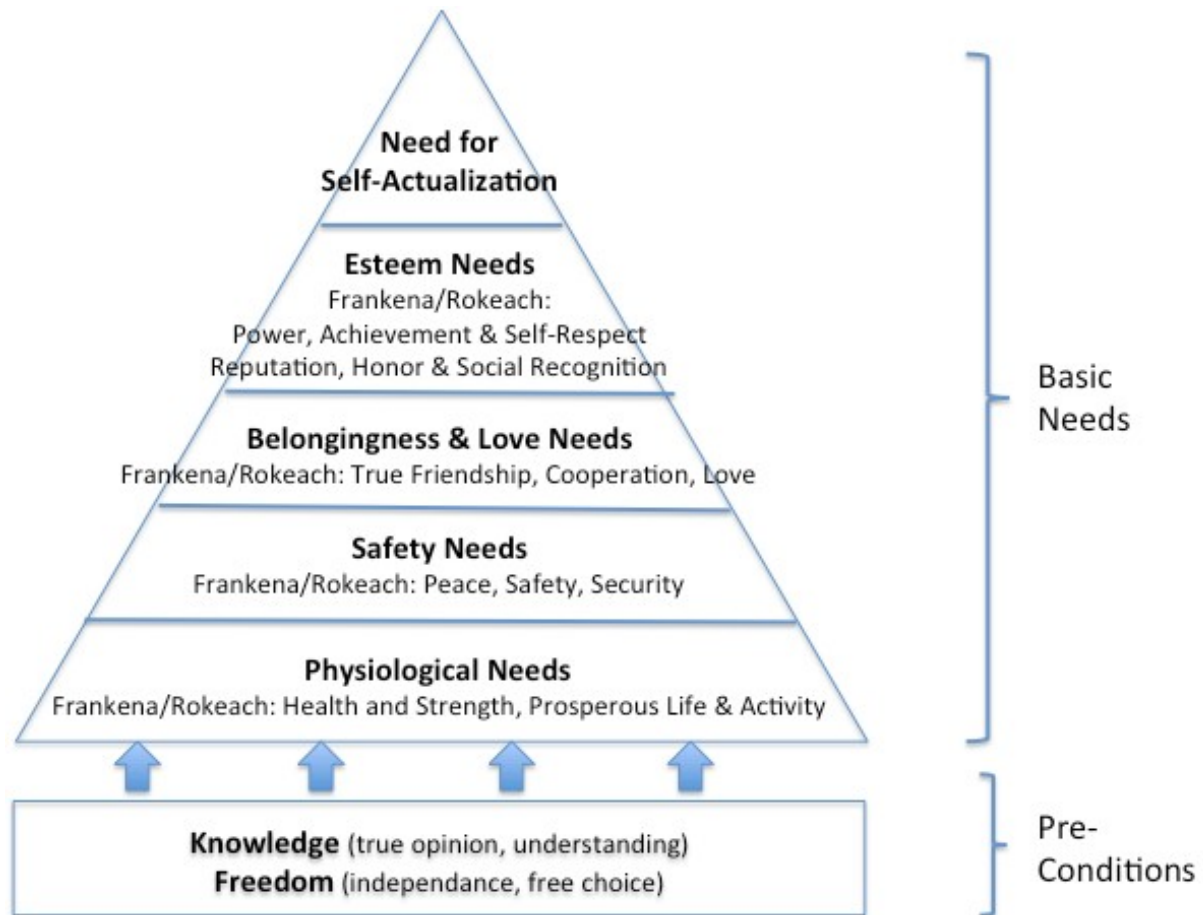 Need for
Self-Actualization
Esteem Needs
Frankena/Rokeach:
Power, Achievement & Self-Respect
Reputation, Honor & Social Recognition
Belongingness & Love Needs
Frankena/Rokeach: True Friendship, Cooperation, Love
Safety Needs
Frankena/Rokeach: Peace, Safety, Security
Physiological Needs
Frankena/Rokeach: Health and Strength, Prosperous Life & Activity
Basic
Needs
Knowledge (true opinion, understanding)
Freedom (independance, free choice)
Pre-
Conditions